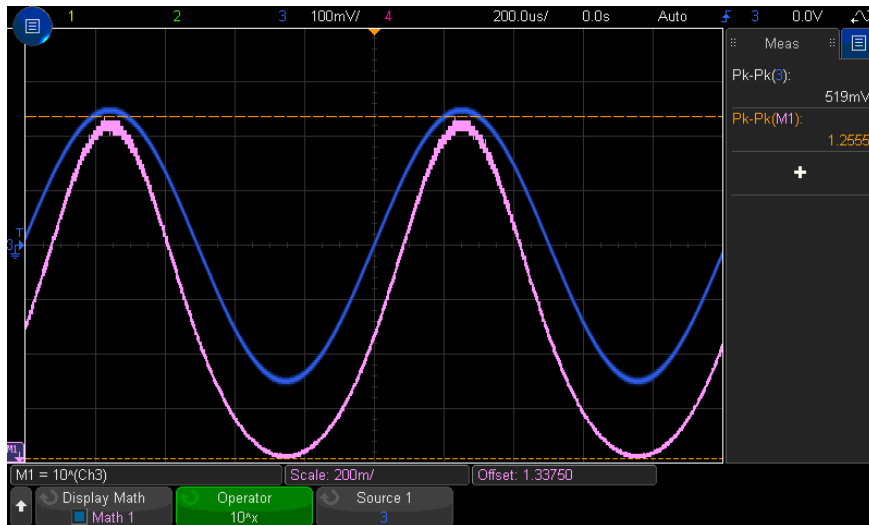 1 2 3 100mV/ 4 200.0us/ 0.0s Auto 3 0.0V
Meas
Pk-Pk(3):
519mV
Pk-Pk(M1):
1.2555
+
T
3
M1
M1 = 10^(Ch3) Scale: 200m/ Offset: 1.33750
Display Math
Math 1
Operator
10^x
Source 1
3